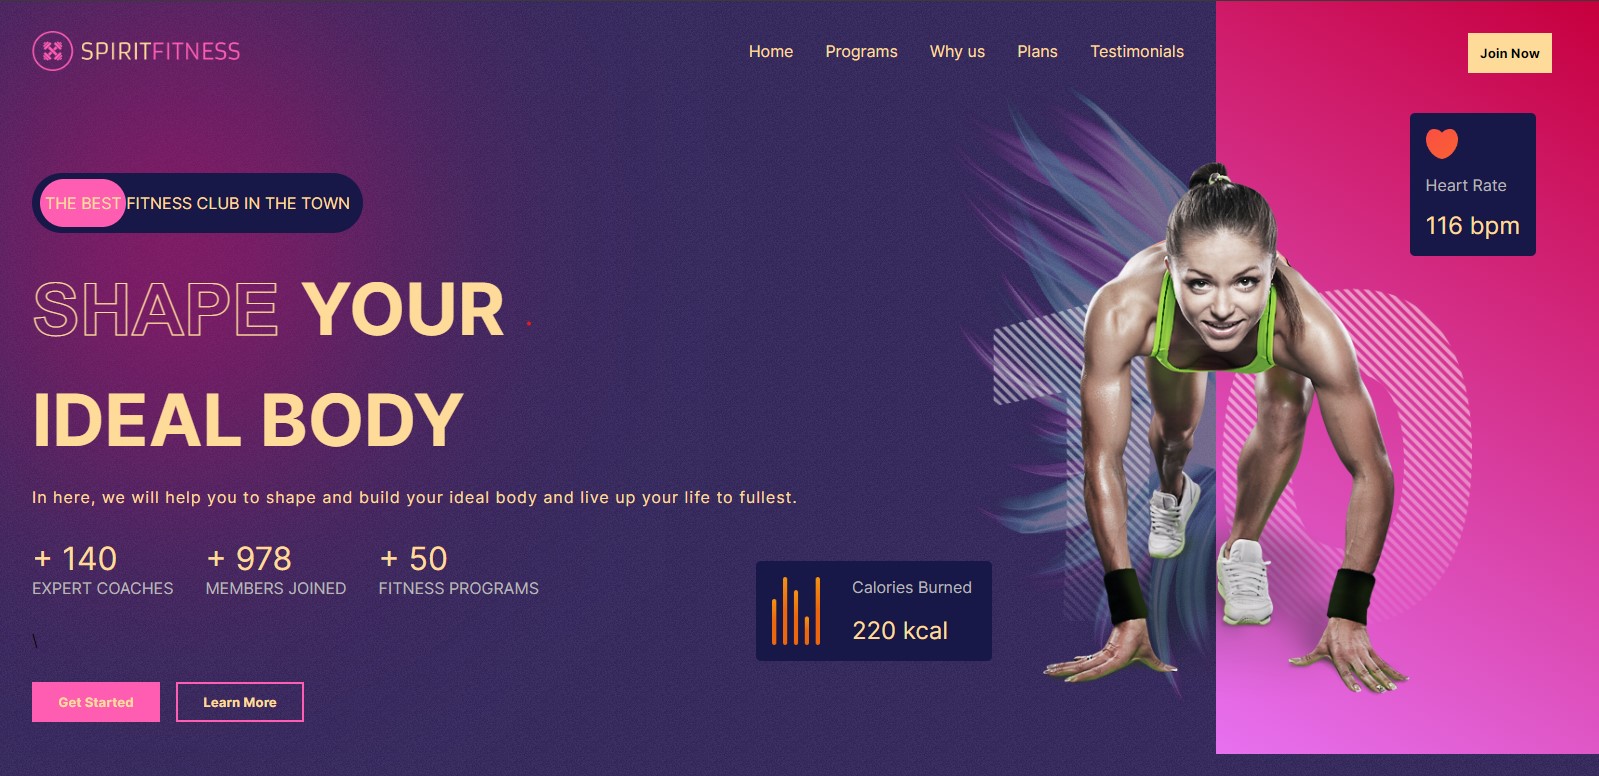 SPIRITFITNESS
Home Programs Why us Plans Testimonials
Join Now
Heart Rate
116 bpm
THE BEST FITNESS CLUB IN THE TOWN
SHAPE YOUR
IDEAL BODY
In here, we will help you to shape and build your ideal body and live up your life to fullest.
+ 140 + 978 + 50
EXPERT COACHES MEMBERS JOINED FITNESS PROGRAMS
\
Calories Burned
220 kcal
Get Started Learn More